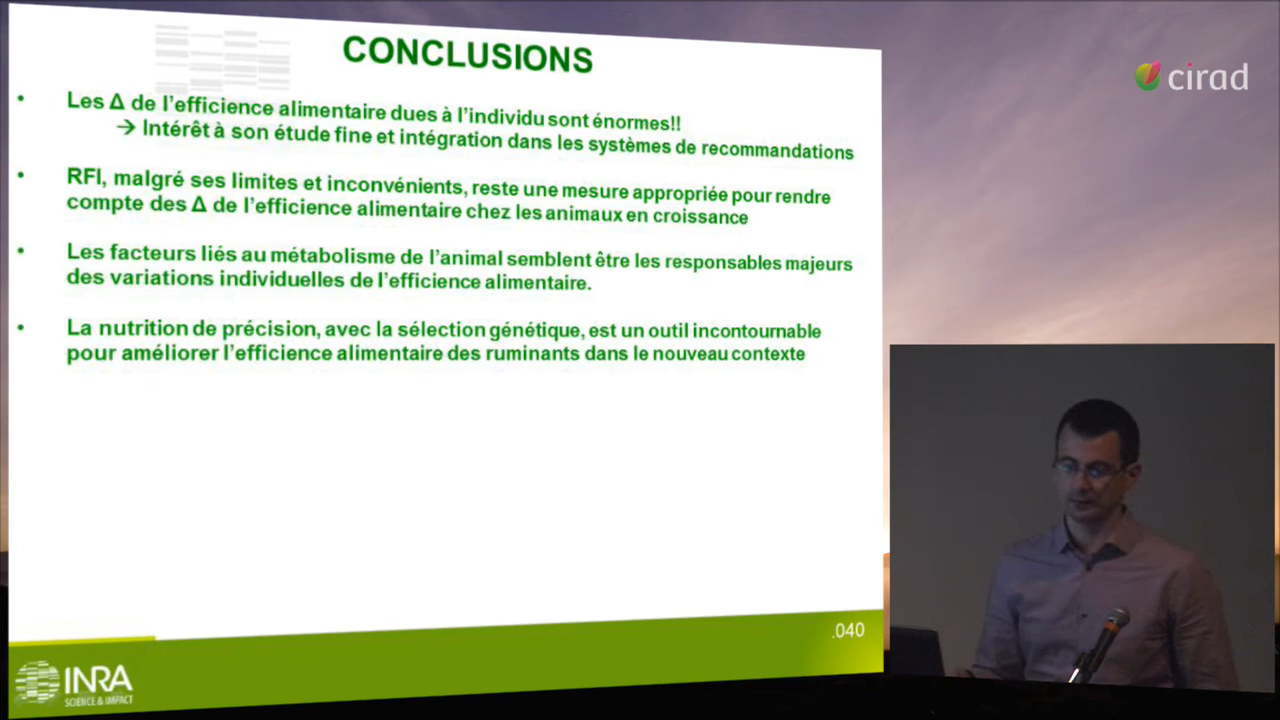 CONCLUSIONS
cirad
• Les Δ de l'efficience alimentaire dues à l'individu sont énormes!!
→ Intérêt à son étude fine et intégration dans les systèmes de recommandations
• RFI, malgré ses limites et inconvénients, reste une mesure appropriée pour rendre
compte des Δ de l'efficience alimentaire chez les animaux en croissance
• Les facteurs liés au métabolisme de l'animal semblent être les responsables majeurs
des variations individuelles de l'efficience alimentaire.
• La nutrition de précision, avec la sélection génétique, est un outil incontournable
pour améliorer l'efficience alimentaire des ruminants dans le nouveau contexte
.040
INRA
SCIENCE & IMPACT